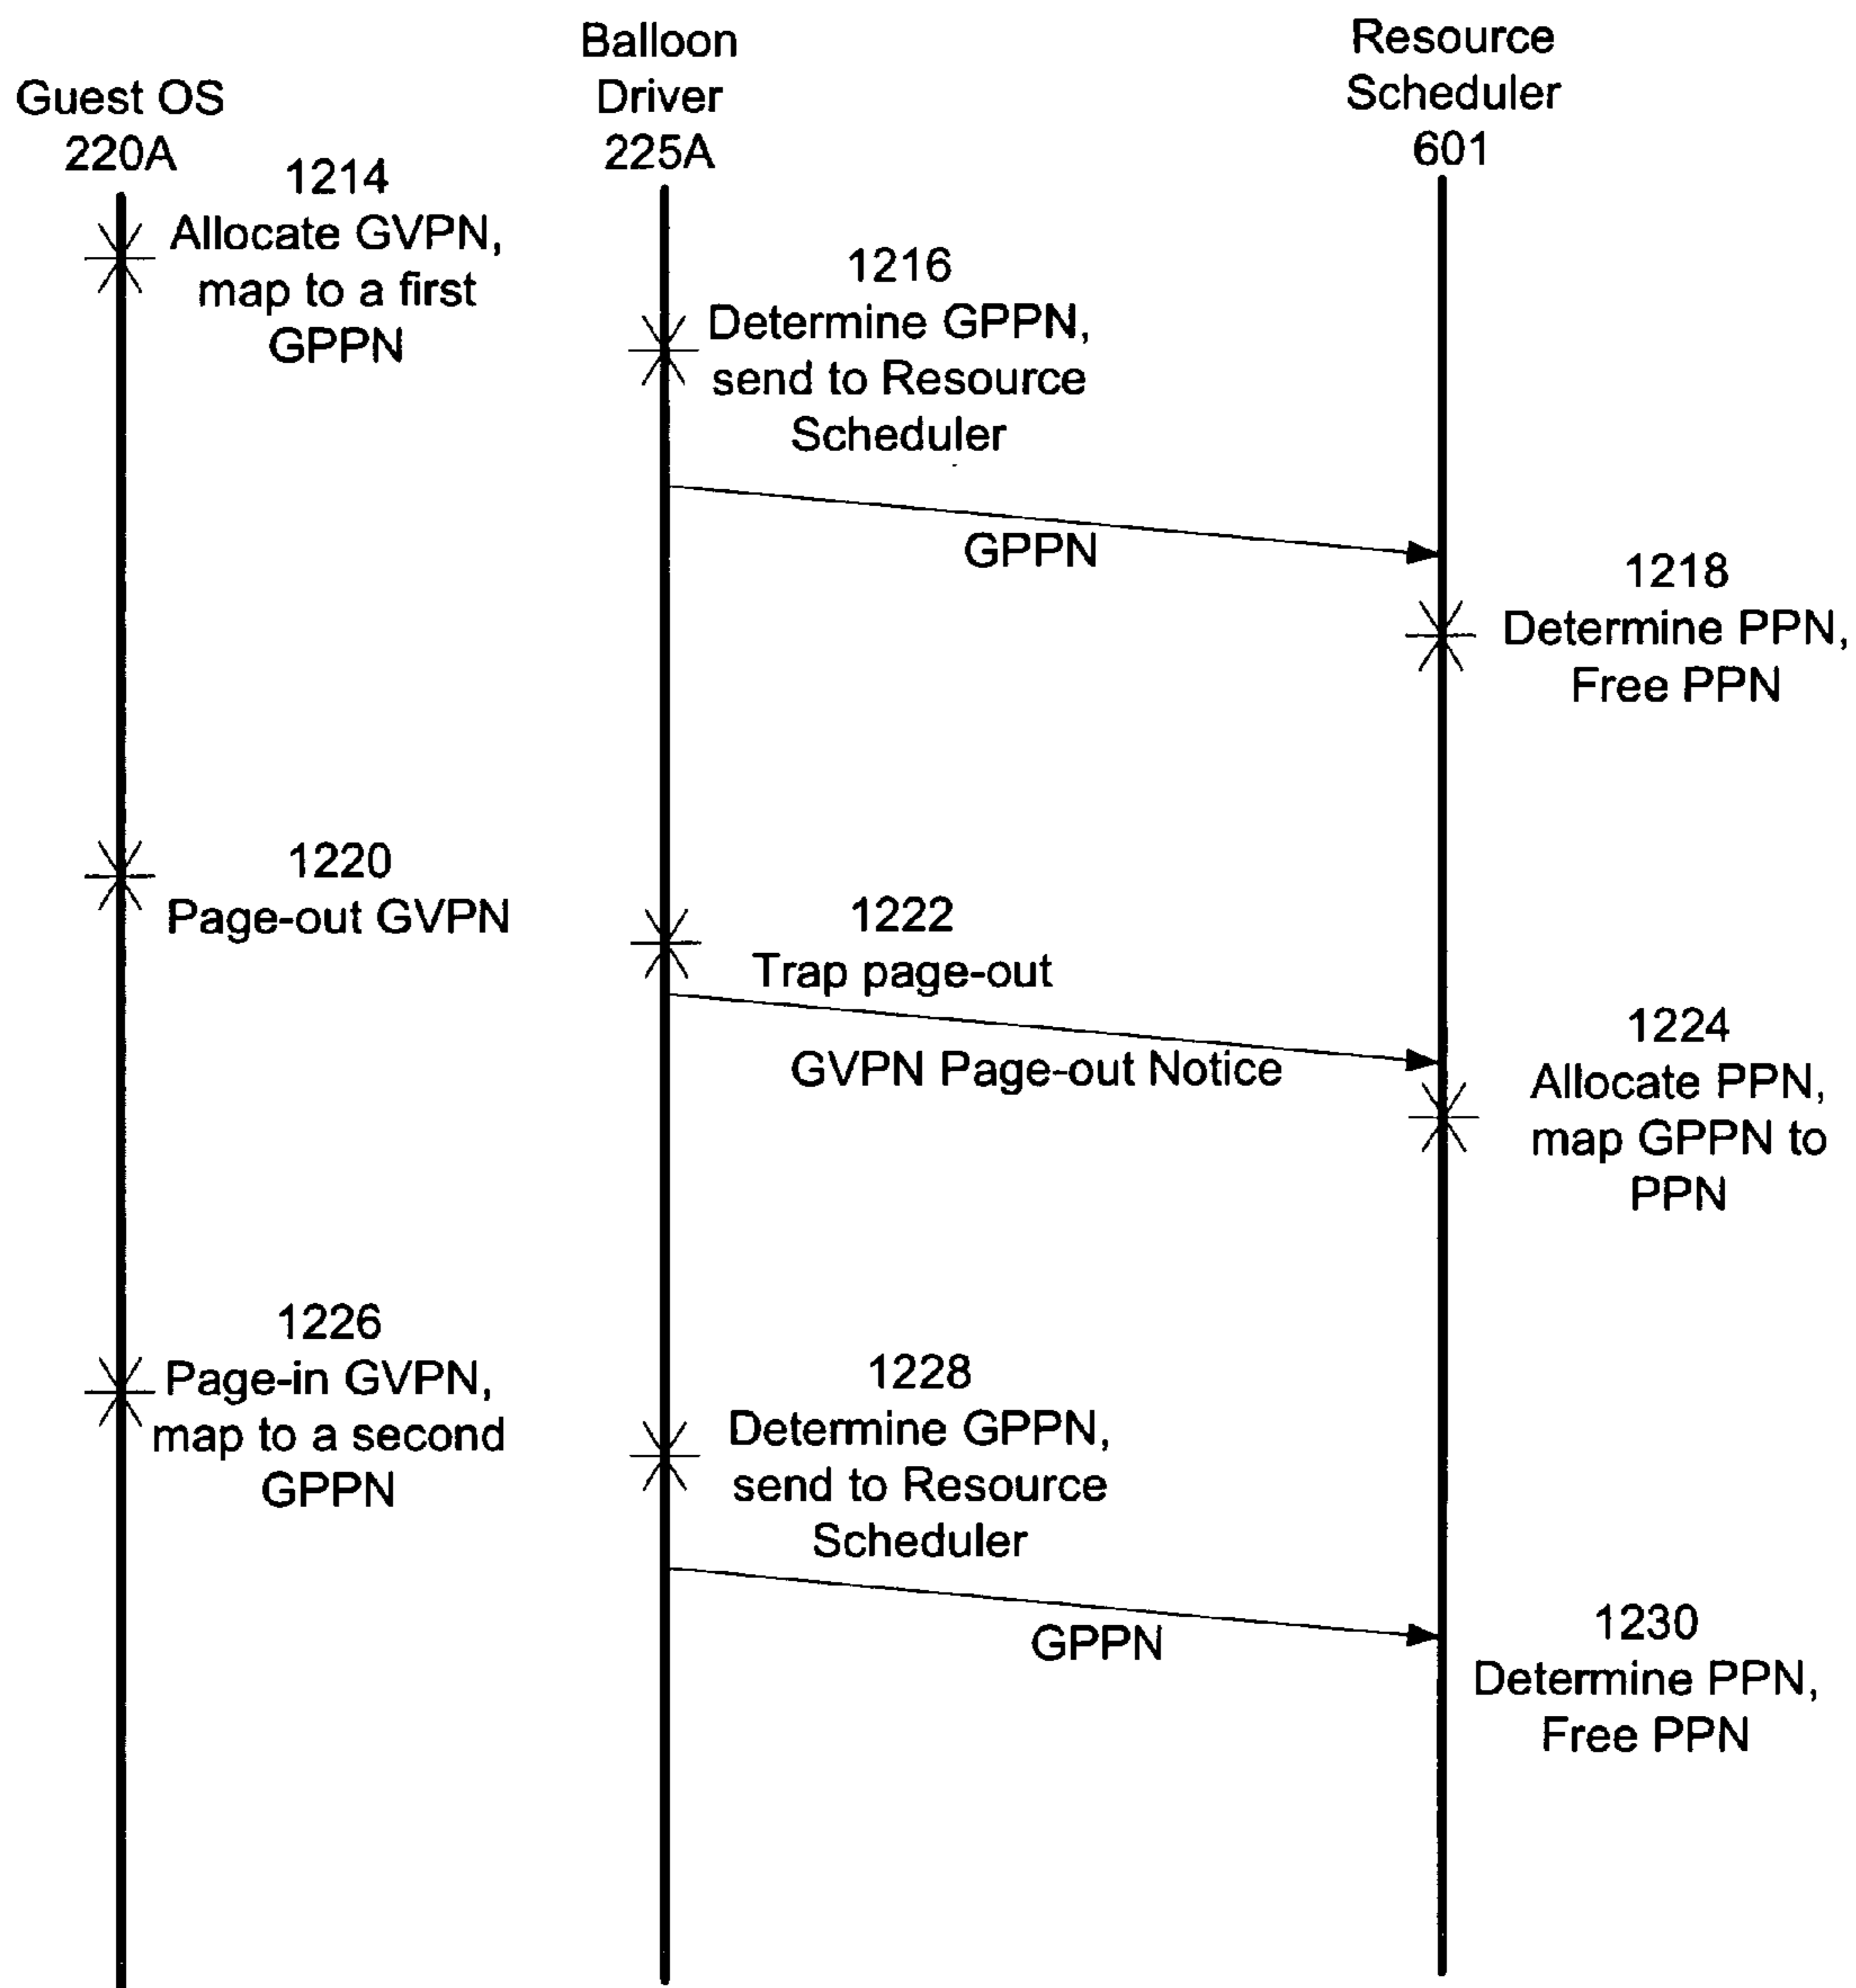 Guest OS
220A
Balloon
Driver
225A
Resource
Scheduler
601
1214
Allocate GVPN,
map to a first
GPPN
1216
Determine GPPN,
send to Resource
Scheduler
GPPN
1218
Determine PPN,
Free PPN
1220
Page-out GVPN
1222
Trap page-out
GVPN Page-out Notice
1224
Allocate PPN,
map GPPN to
PPN
1226
Page-in GVPN,
map to a second
GPPN
1228
Determine GPPN,
send to Resource
Scheduler
GPPN
1230
Determine PPN,
Free PPN